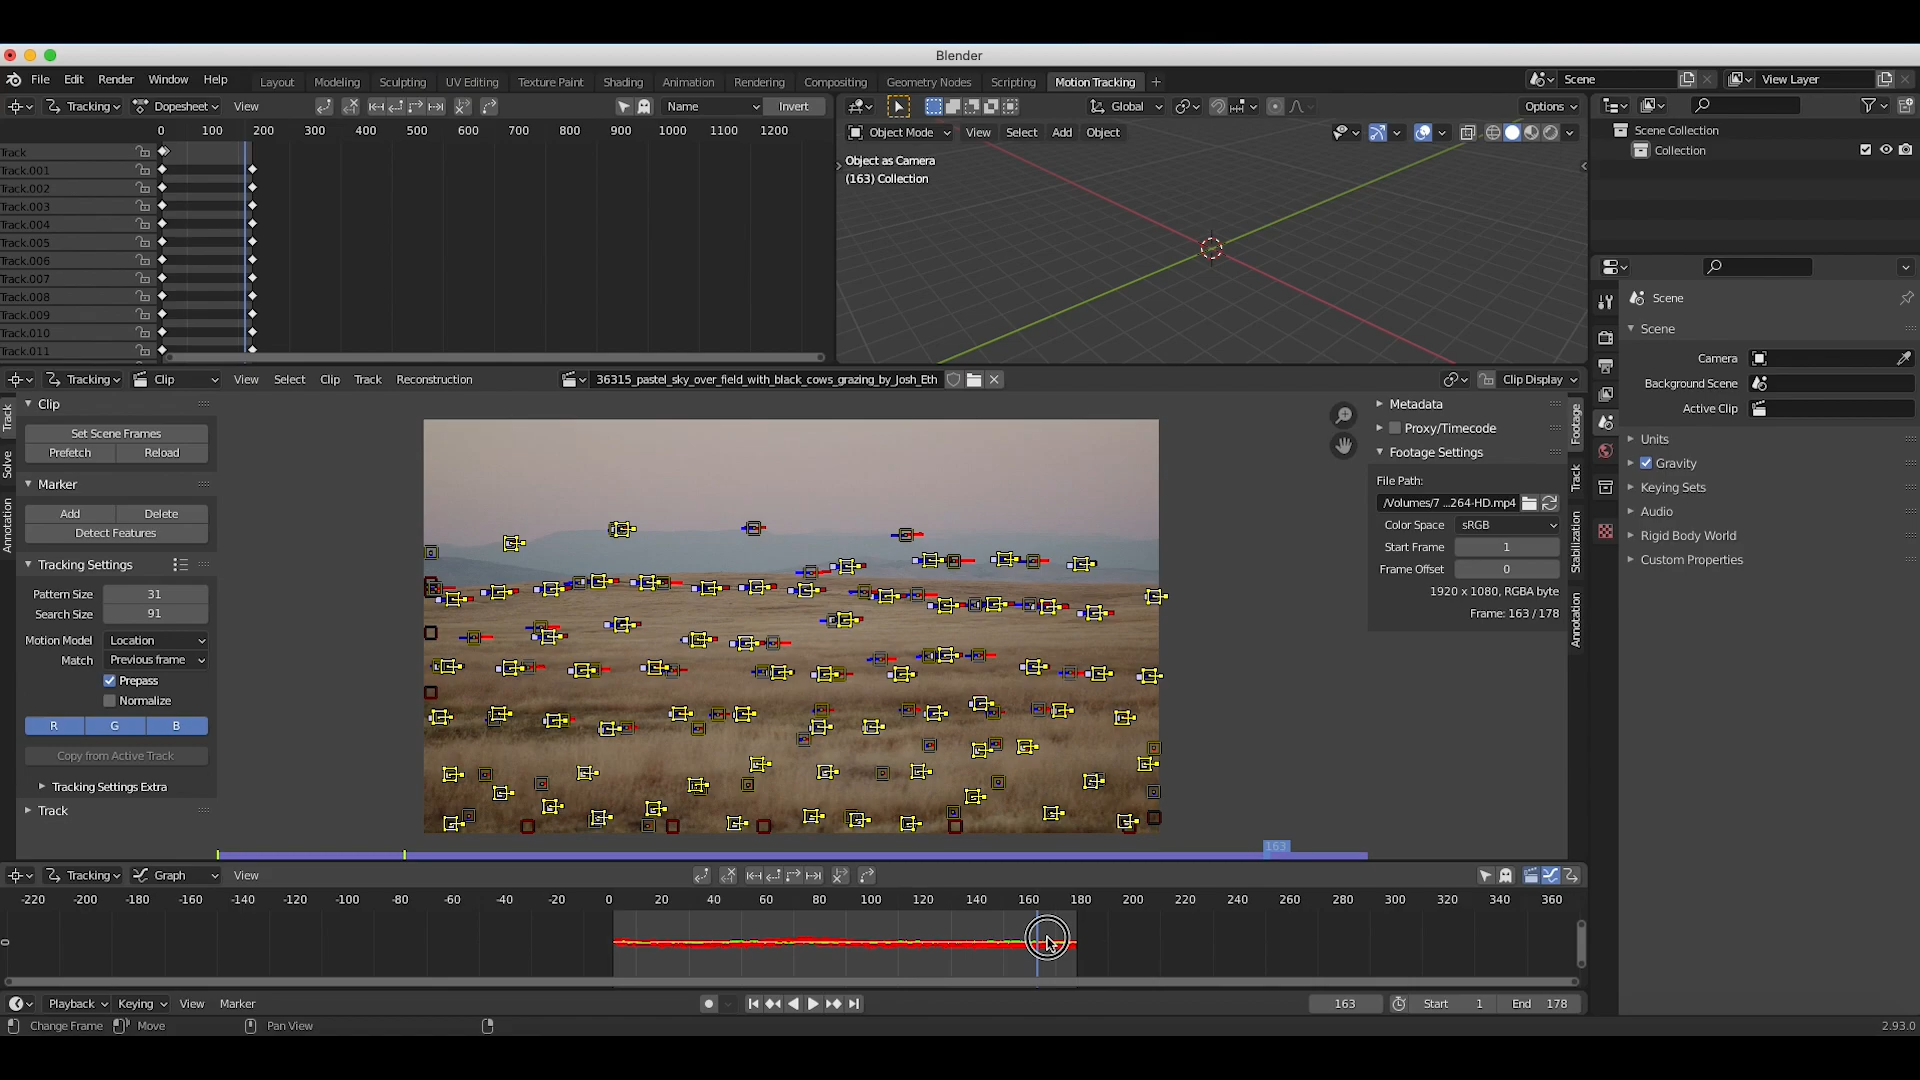 Blender
File Edit Render Window Help Layout Modeling Sculpting UV Editing Texture Paint Shading Animation Rendering Compositing Geometry Nodes Scripting Motion Tracking + Scene View Layer
Tracking Dopesheet View Name Invert
0 100 200 300 400 500 600 700 800 900 1000 1100 1200
Track
Track.001
Track.002
Track.003
Track.004
Track.005
Track.006
Track.007
Track.008
Track.009
Track.010
Track.011
Global Options
Object Mode View Select Add Object
Object as Camera
(163) Collection
Scene Collection
Collection
Scene
Scene
Camera
Background Scene
Active Clip
Units
Gravity
Keying Sets
Audio
Rigid Body World
Custom Properties
Tracking Clip View Select Clip Track Reconstruction 36315_pastel_sky_over_field_with_black_cows_grazing_by_Josh_Eth Clip Display
Track
Solve
Annotation
Clip
Set Scene Frames
Prefetch Reload
Marker
Add Delete
Detect Features
Tracking Settings
Pattern Size 31
Search Size 91
Motion Model Location
Match Previous frame
Prepass
Normalize
R G B
Copy from Active Track
Tracking Settings Extra
Track
Metadata
Proxy/Timecode
Footage Settings
File Path:
/Volumes/7 ...264-HD.mp4
Color Space sRGB
Start Frame 1
Frame Offset 0
1920 x 1080, RGBA byte
Frame: 163 / 178
Footage
Track
Stabilization
Annotation
163
Tracking Graph View
-220 -200 -180 -160 -140 -120 -100 -80 -60 -40 -20 0 20 40 60 80 100 120 140 160 180 200 220 240 260 280 300 320 340 360
0
Playback Keying View Marker 163 Start 1 End 178
Change Frame Move Pan View 2.93.0